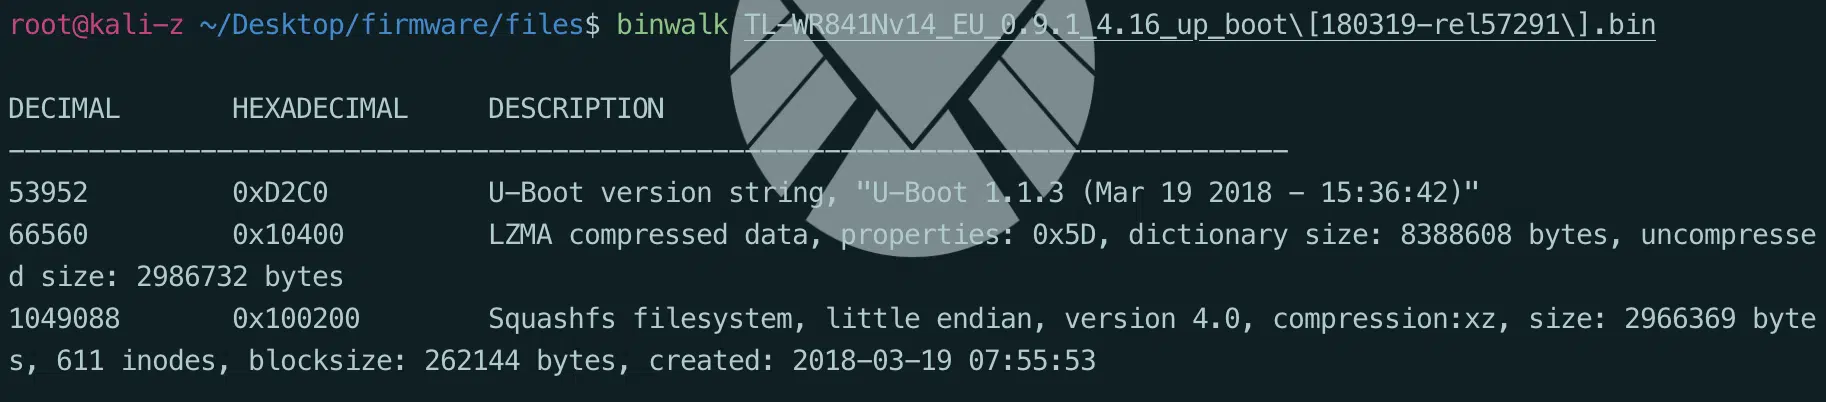 root@kali-z ~/Desktop/firmware/files$ binwalk TL-WR841Nv14_EU_0.9.1_4.16_up_boot\[180319-rel57291\].bin
DECIMAL       HEXADECIMAL     DESCRIPTION
--------------------------------------------------------------------------------
53952         0xD2C0          U-Boot version string, "U-Boot 1.1.3 (Mar 19 2018 - 15:36:42)"
66560         0x10400         LZMA compressed data, properties: 0x5D, dictionary size: 8388608 bytes, uncompresse
d size: 2986732 bytes
1049088       0x100200        Squashfs filesystem, little endian, version 4.0, compression:xz, size: 2966369 byte
s, 611 inodes, blocksize: 262144 bytes, created: 2018-03-19 07:55:53